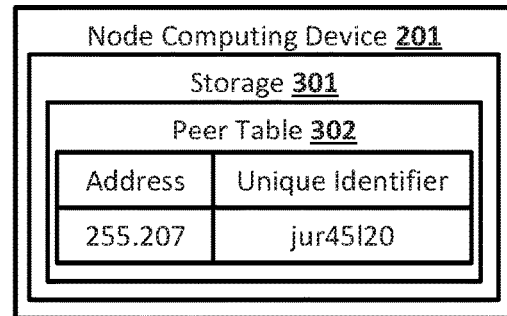 Node Computing Device 201
Storage 301
Peer Table 302
Address Unique Identifier
255.207 jur45l20